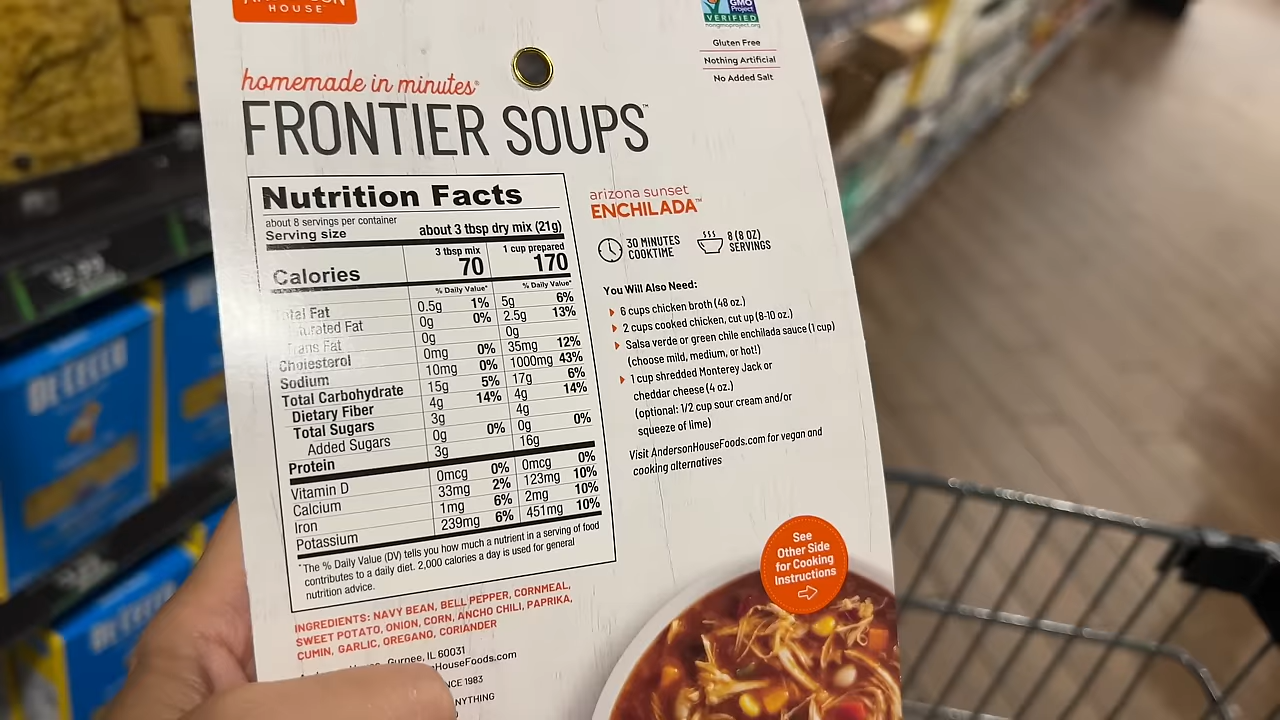 HOUSE®
GMO
Project
VERIFIED
nongmoproject.org
Gluten Free
Nothing Artificial
No Added Salt
homemade in minutes®
FRONTIER SOUPS™
Nutrition Facts
about 8 servings per container
Serving size about 3 tbsp dry mix (21g)
3 tbsp mix 1 cup prepared
Calories 70 170
% Daily Value* % Daily Value*
Total Fat 0.5g 1% 5g 6%
Saturated Fat 0g 0% 2.5g 13%
Trans Fat 0g 0g
Cholesterol 0mg 0% 35mg 12%
Sodium 10mg 0% 1000mg 43%
Total Carbohydrate 15g 5% 17g 6%
Dietary Fiber 4g 14% 4g 14%
Total Sugars 3g 4g
Added Sugars 0g 0% 0g 0%
Protein 3g 16g
Vitamin D 0mcg 0% 0mcg 0%
Calcium 33mg 2% 123mg 10%
Iron 1mg 6% 2mg 10%
Potassium 239mg 6% 451mg 10%
*The % Daily Value (DV) tells you how much a nutrient in a serving of food
contributes to a daily diet. 2,000 calories a day is used for general
nutrition advice.
INGREDIENTS: NAVY BEAN, BELL PEPPER, CORNMEAL,
SWEET POTATO, ONION, CORN, ANCHO CHILI, PAPRIKA,
CUMIN, GARLIC, OREGANO, CORIANDER
Gurnee, IL 60031
HouseFoods.com
NCE 1983
NYTHING
arizona sunset
ENCHILADA™
30 MINUTES
COOKTIME
8 (8 OZ)
SERVINGS
You Will Also Need:
6 cups chicken broth (48 oz.)
2 cups cooked chicken, cut up (8-10 oz.)
Salsa verde or green chile enchilada sauce (1 cup)
(choose mild, medium, or hot!)
1 cup shredded Monterey Jack or
cheddar cheese (4 oz.)
(optional: 1/2 cup sour cream and/or
squeeze of lime)
Visit AndersonHouseFoods.com for vegan and
cooking alternatives
See
Other Side
for Cooking
Instructions
DE CECCO